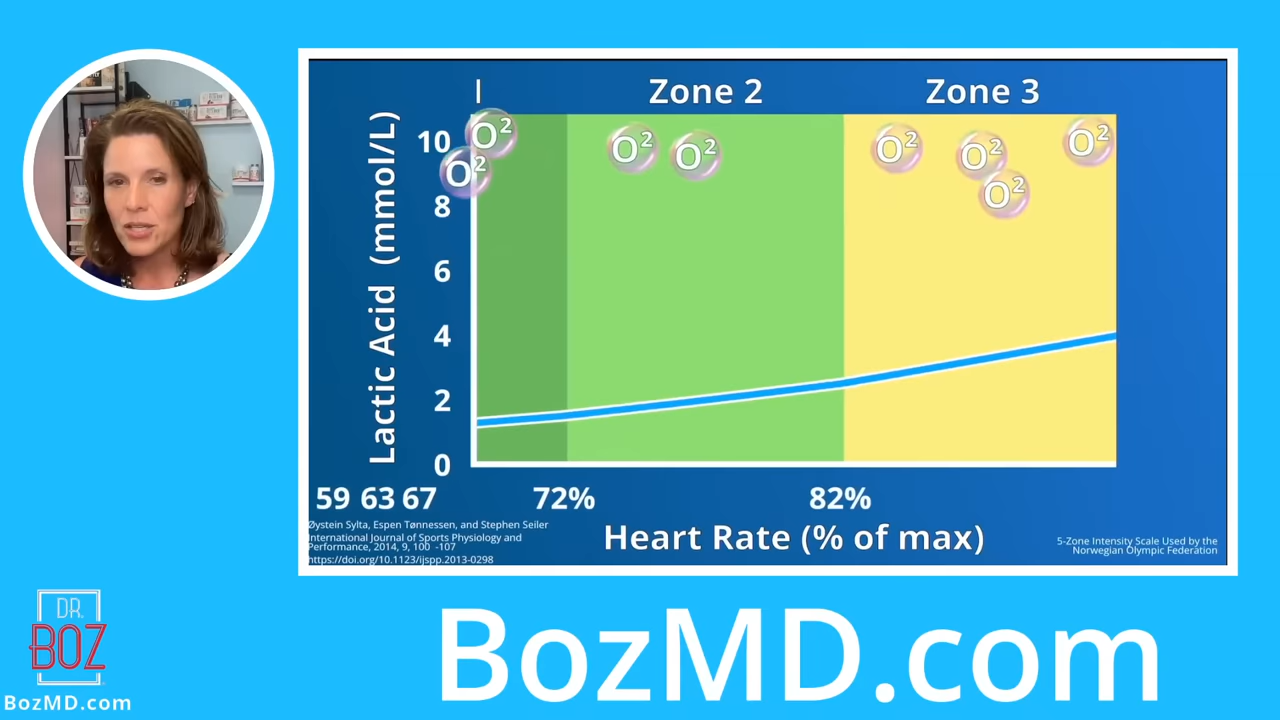 I
Zone 2
Zone 3
Lactic Acid (mmol/L)
10
8
6
4
2
0
O²
O²
O²
O²
O²
O²
O²
O²
59 63 67
72%
82%
Heart Rate (% of max)
Øystein Sylta, Espen Tønnessen, and Stephen Seiler
International Journal of Sports Physiology and
Performance, 2014, 9, 100 -107
https://doi.org/10.1123/ijspp.2013-0298
5-Zone Intensity Scale Used by the
Norwegian Olympic Federation
DR.
BOZ
BozMD.com
BozMD.com